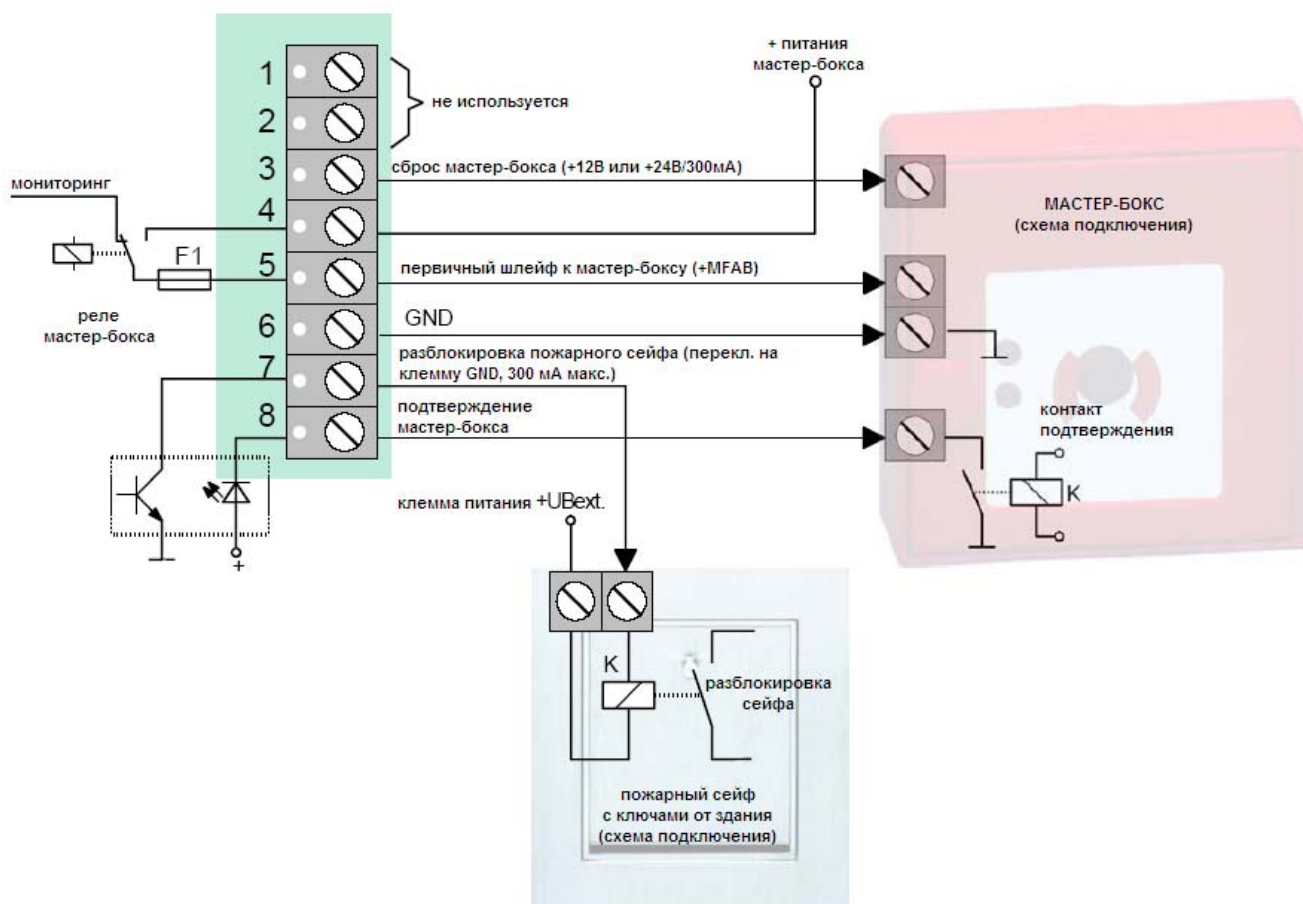 + питания
мастер-бокса
1
2
не используется
3
сброс мастер-бокса (+12В или +24В/300мА)
мониторинг
МАСТЕР-БОКС
(схема подключения)
4
F1
5
первичный шлейф к мастер-боксу (+MFAB)
реле
мастер-бокса
6
GND
7
разблокировка пожарного сейфа (перекл. на
клемму GND, 300 мА макс.)
8
подтверждение
мастер-бокса
контакт
подтверждения
K
клемма питания +UBext.
+
K
разблокировка
сейфа
пожарный сейф
с ключами от здания
(схема подключения)